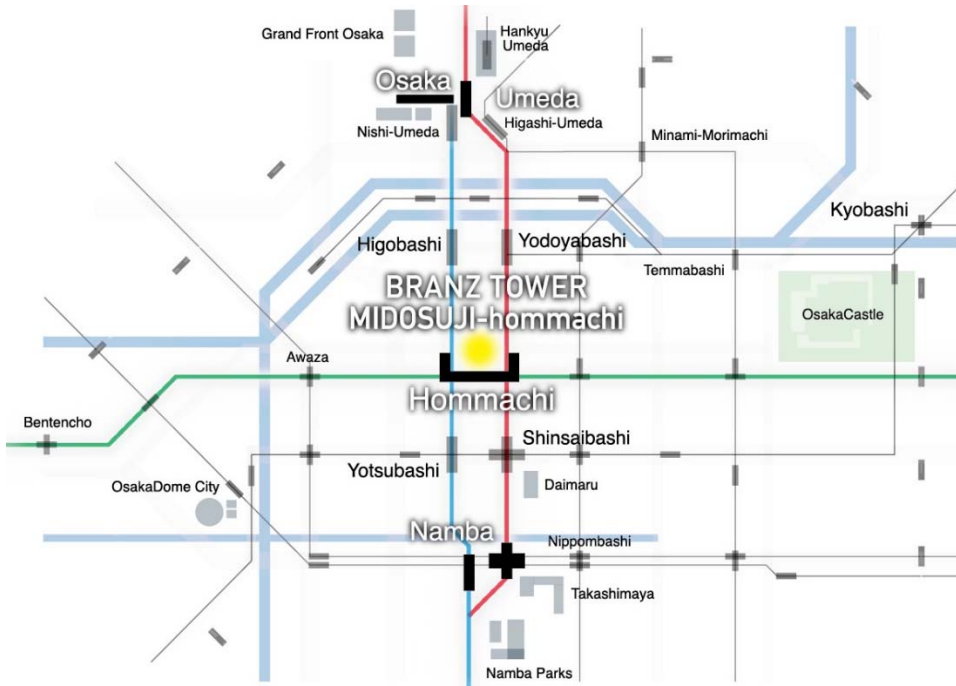 Grand Front Osaka
Hankyu
Umeda
Osaka
Umeda
Nishi-Umeda
Higashi-Umeda
Minami-Morimachi
Kyobashi
Higobashi
Yodoyabashi
Temmabashi
BRANZ TOWER
MIDOSUJI-hommachi
OsakaCastle
Awaza
Hommachi
Bentencho
Shinsaibashi
Yotsubashi
OsakaDome City
Daimaru
Namba
Nippombashi
Takashimaya
Namba Parks